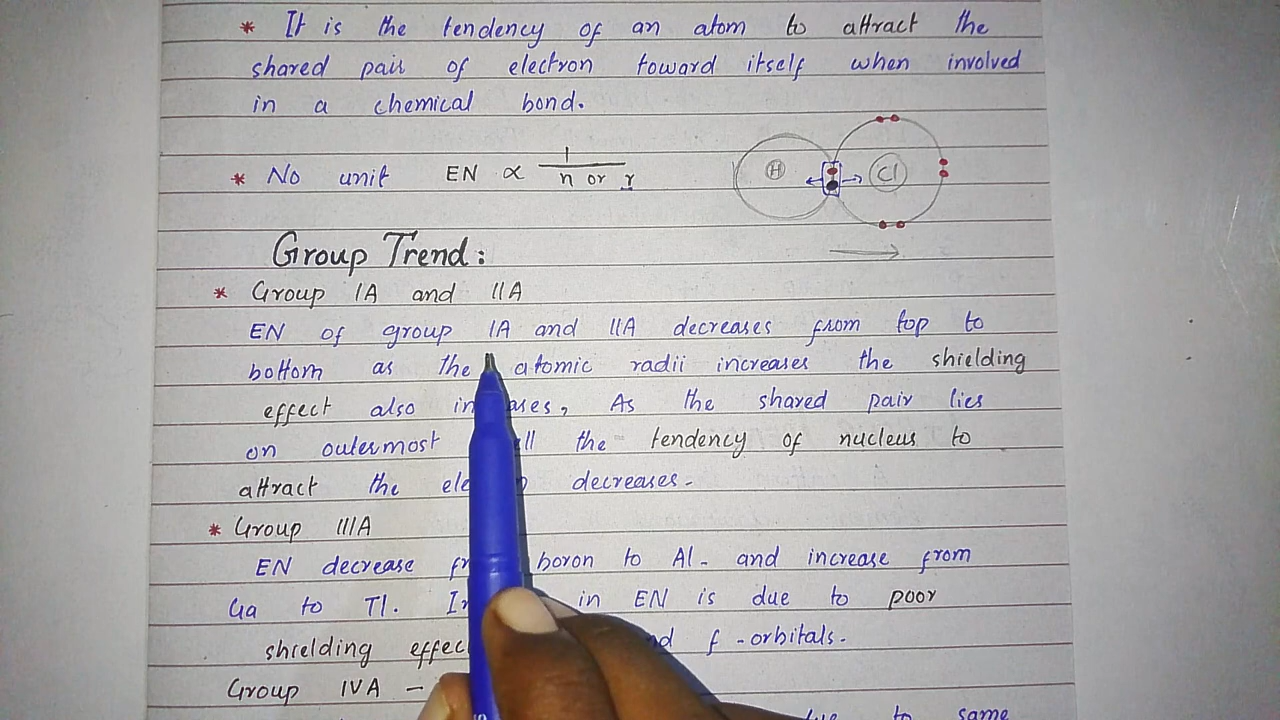 * It is the tendency of an atom to attract the
shared pair of electron toward itself when involved
in a chemical bond.
* No unit EN ∝ 1 / n or r
H Cl
Group Trend:
* Group IA and IIA
EN of group IA and IIA decreases from top to
bottom as the atomic radii increases the shielding
effect also in ases, As the shared pair lies
on outermost ll the tendency of nucleus to
attract the ele decreases.
* Group IIIA
EN decrease boron to Al. and increase from
Ga to Tl. in EN is due to poor
shielding effec f-orbitals.
Group IVA -
to same